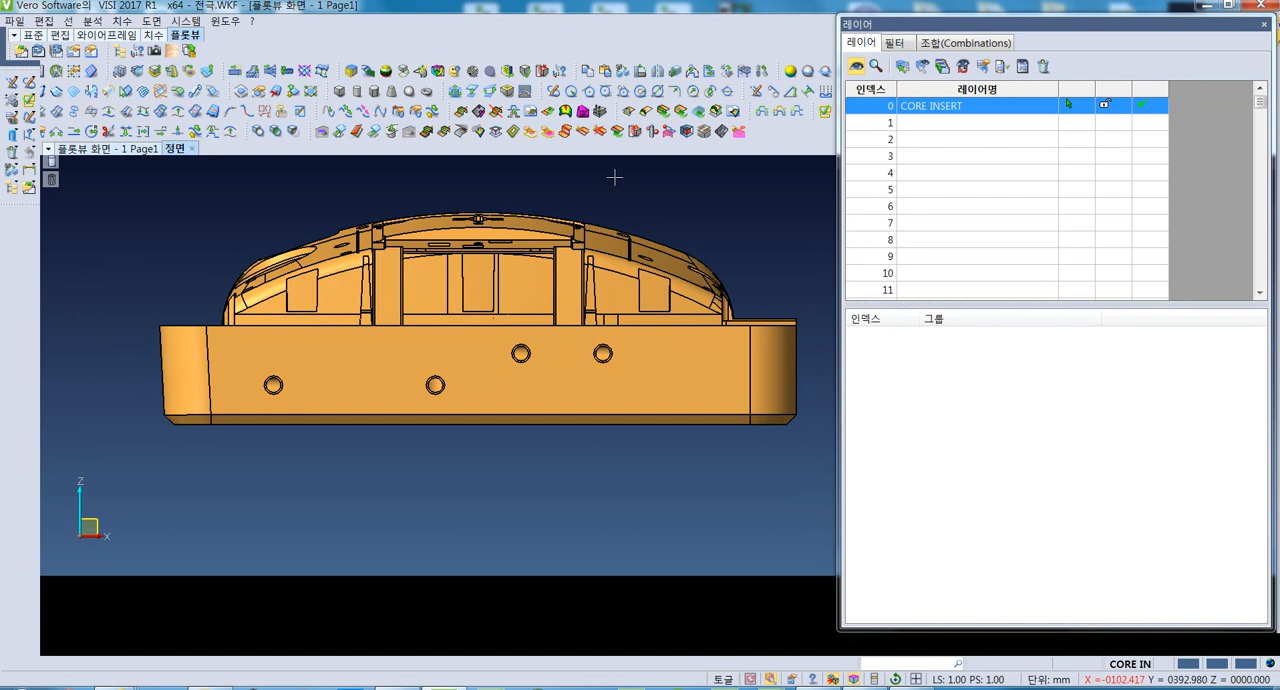 Vero Software의 VISI 2017 R1 x64 - 전극.WKF - [플롯뷰 화면 - 1 Page1]
파일 편집 선 분석 치수 도면 시스템 윈도우 ?
표준 편집 와이어프레임 치수 플롯뷰
플롯뷰 화면 - 1 Page1 정면
Z
X
레이어
레이어 필터 조합(Combinations)
인덱스 레이어명
0 CORE INSERT
1
2
3
4
5
6
7
8
9
10
11
인덱스 그룹
CORE IN
토글 LS: 1.00 PS: 1.00 단위: mm X =-0102.417 Y = 0392.980 Z = 0000.000